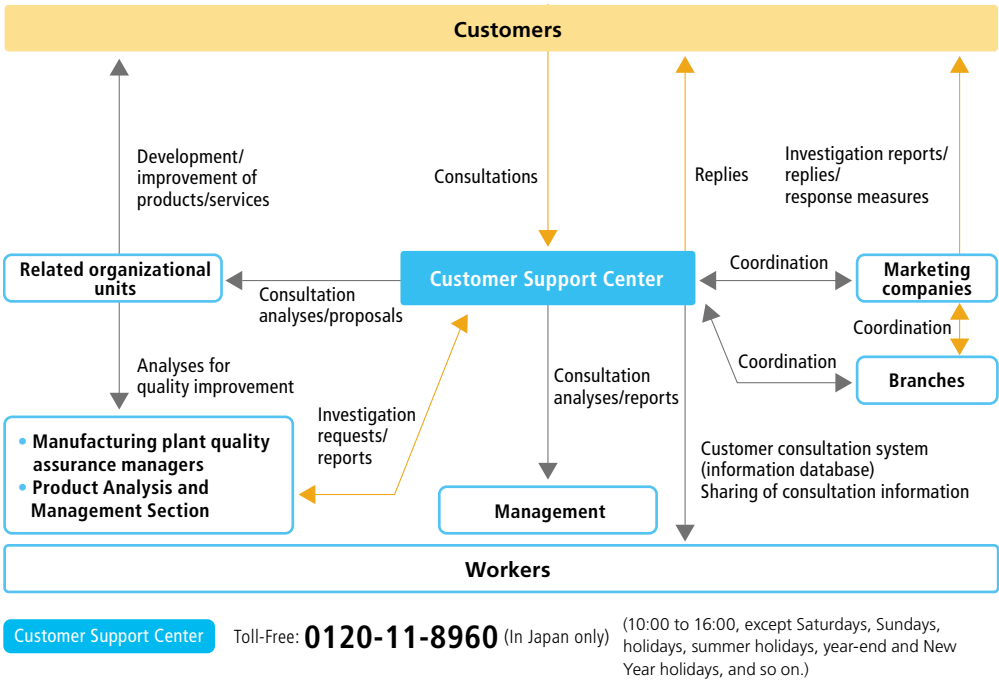 Customers
Development/
improvement of
products/services
Consultations
Replies
Investigation reports/
replies/
response measures
Related organizational
units
Consultation
analyses/proposals
Customer Support Center
Coordination
Marketing
companies
Coordination
Coordination
Branches
Analyses for
quality improvement
Investigation
requests/
reports
Consultation
analyses/reports
• Manufacturing plant quality
assurance managers
• Product Analysis and
Management Section
Management
Customer consultation system
(information database)
Sharing of consultation information
Workers
Customer Support Center
Toll-Free: 0120-11-8960 (In Japan only)
(10:00 to 16:00, except Saturdays, Sundays,
holidays, summer holidays, year-end and New
Year holidays, and so on.)